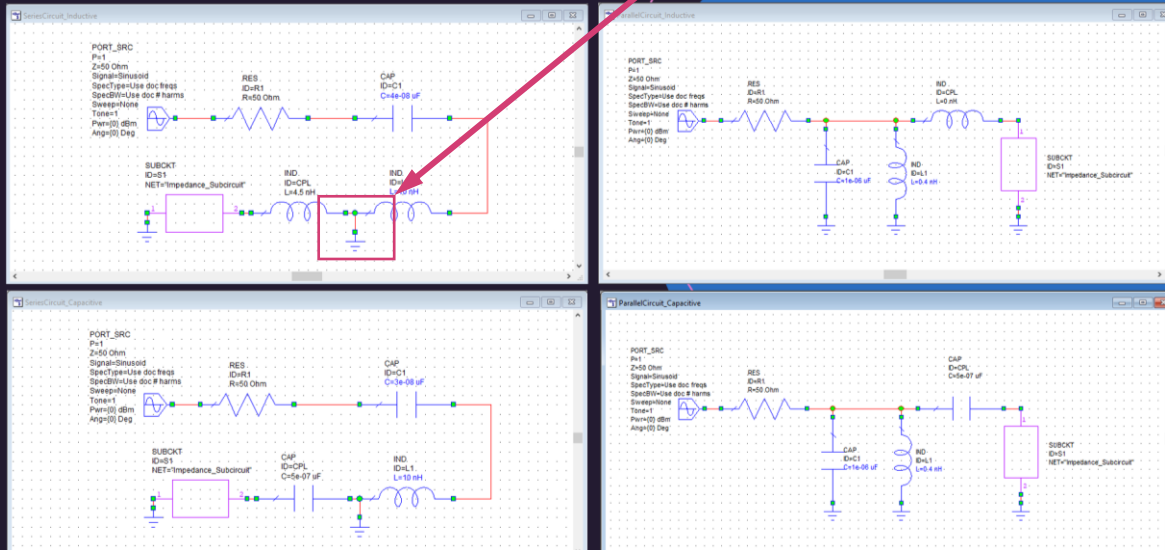 SeriesCircuit_Inductive
PORT_SRC
P=1
Z=50 Ohm
Signal=Sinusoid
SpecType=Use doc freqs
SpecBW=Use doc # harms
Sweep=None
Tone=1
Pwr={0} dBm
Ang={0} Deg
RES
ID=R1
R=50 Ohm
CAP
ID=C1
C=4e-08 uF
SUBCKT
ID=S1
NET="Impedance_Subcircuit"
1
2
IND
ID=CPL
L=4.5 nH
IND
ParallelCircuit_Inductive
PORT_SRC
P=1
Z=50 Ohm
Signal=Sinusoid
SpecType=Use doc freqs
SpecBW=Use doc # harms
Sweep=None
Tone=1
Pwr={0} dBm
Ang={0} Deg
RES
ID=R1
R=50 Ohm
CAP
ID=C1
C=1e-06 uF
IND
ID=L1
L=0.4 nH
IND
ID=CPL
L=0 nH
1
2
SUBCKT
ID=S1
NET="Impedance_Subcircuit"
SeriesCircuit_Capacitive
PORT_SRC
P=1
Z=50 Ohm
Signal=Sinusoid
SpecType=Use doc freqs
SpecBW=Use doc # harms
Sweep=None
Tone=1
Pwr={0} dBm
Ang={0} Deg
RES
ID=R1
R=50 Ohm
CAP
ID=C1
C=3e-08 uF
SUBCKT
ID=S1
NET="Impedance_Subcircuit"
1
2
CAP
ID=CPL
C=5e-07 uF
IND
ID=L1
L=10 nH
ParallelCircuit_Capacitive
PORT_SRC
P=1
Z=50 Ohm
Signal=Sinusoid
SpecType=Use doc freqs
SpecBW=Use doc # harms
Sweep=None
Tone=1
Pwr={0} dBm
Ang={0} Deg
RES
ID=R1
R=50 Ohm
CAP
ID=C1
C=1e-06 uF
IND
ID=L1
L=0.4 nH
CAP
ID=CPL
C=5e-07 uF
1
2
SUBCKT
ID=S1
NET="Impedance_Subcircuit"